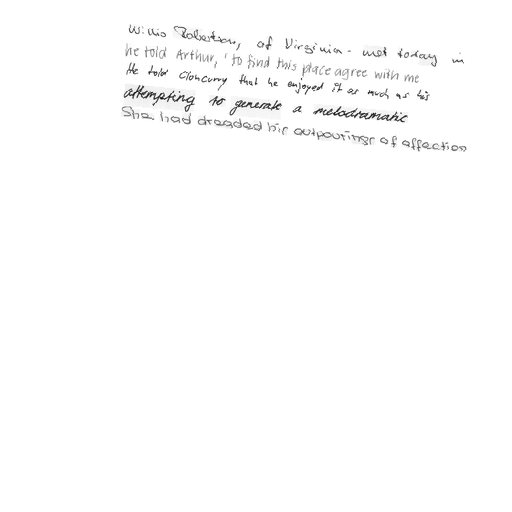 Willis Robertson, of Virginia - met today in
he told Arthur, 'to find this place agree with me
He told Cloncurry that he enjoyed it as much as his
attempting to generate a melodramatic
She had dreaded his outpourings of affection